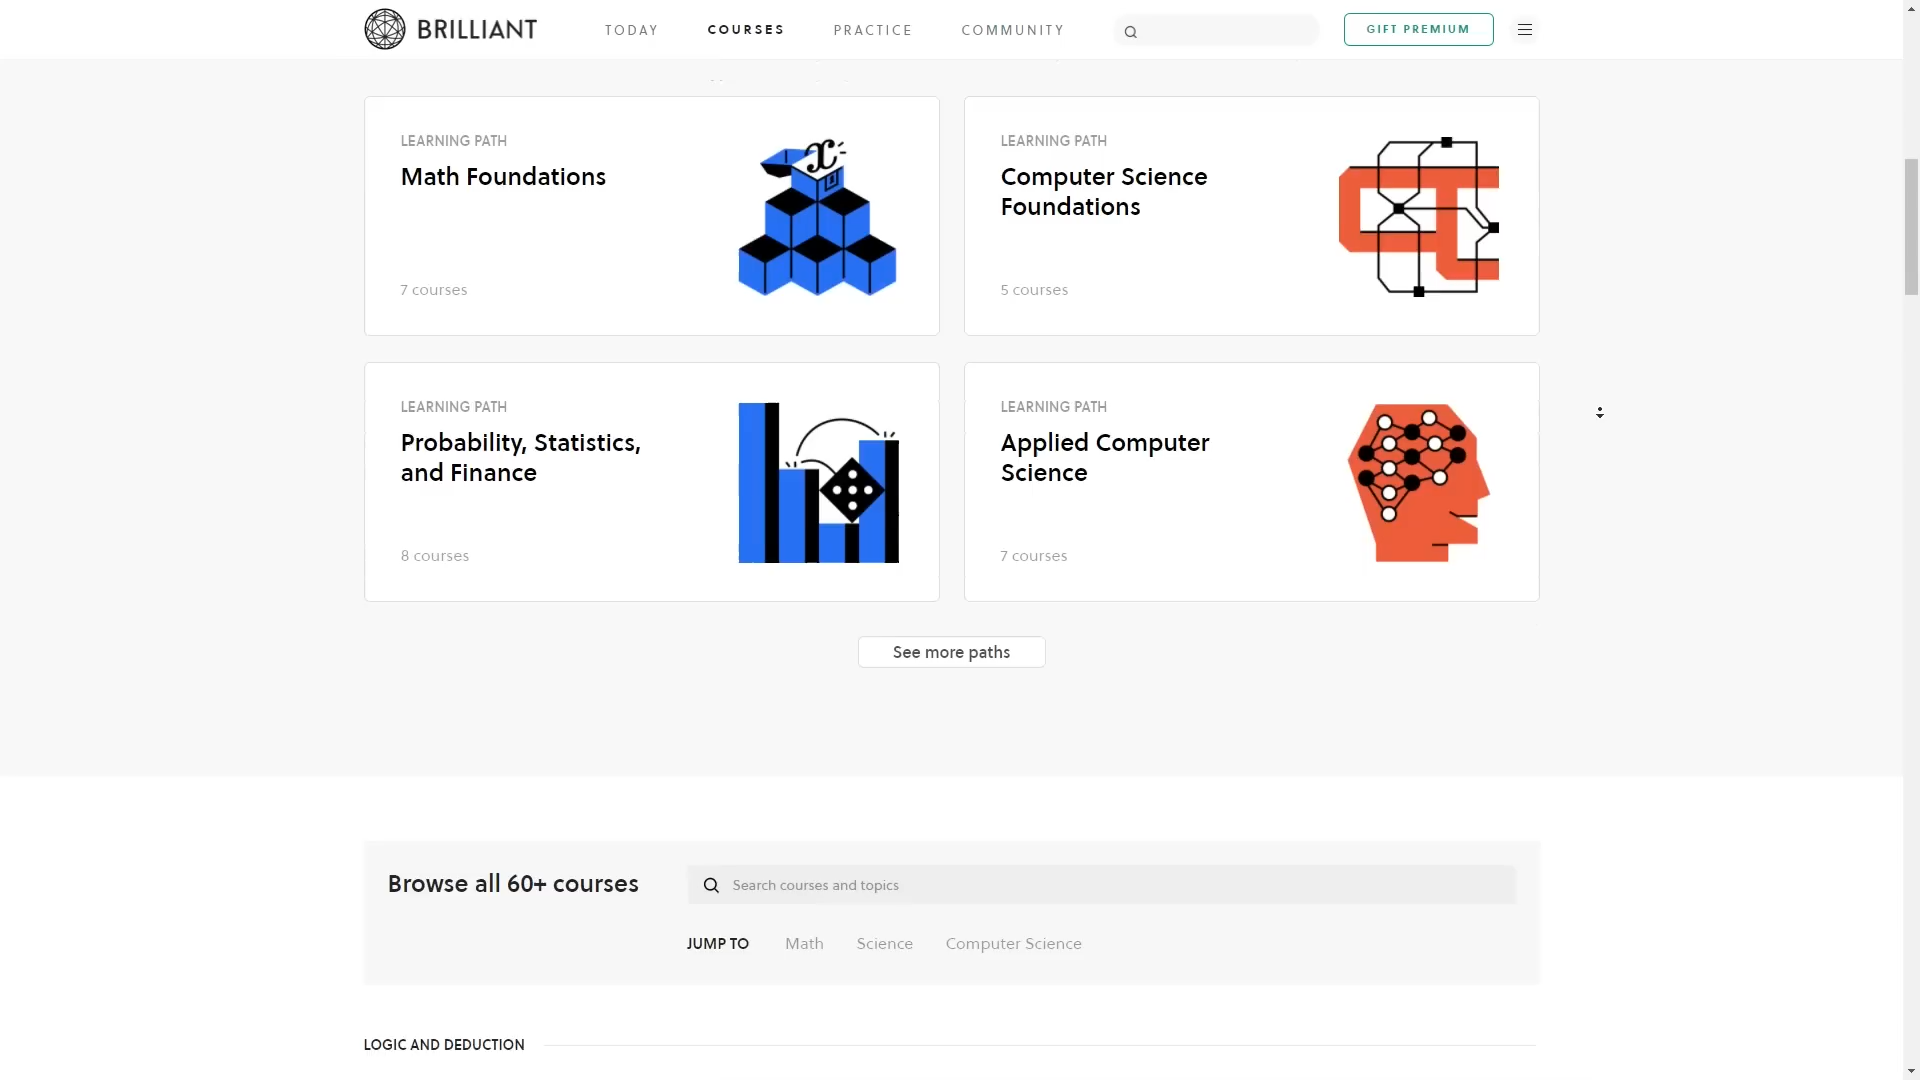 BRILLIANT
TODAY
COURSES
PRACTICE
COMMUNITY
GIFT PREMIUM
LEARNING PATH
Math Foundations
7 courses
LEARNING PATH
Computer Science
Foundations
5 courses
LEARNING PATH
Probability, Statistics,
and Finance
8 courses
LEARNING PATH
Applied Computer
Science
7 courses
See more paths
Browse all 60+ courses
Search courses and topics
JUMP TO
Math
Science
Computer Science
LOGIC AND DEDUCTION